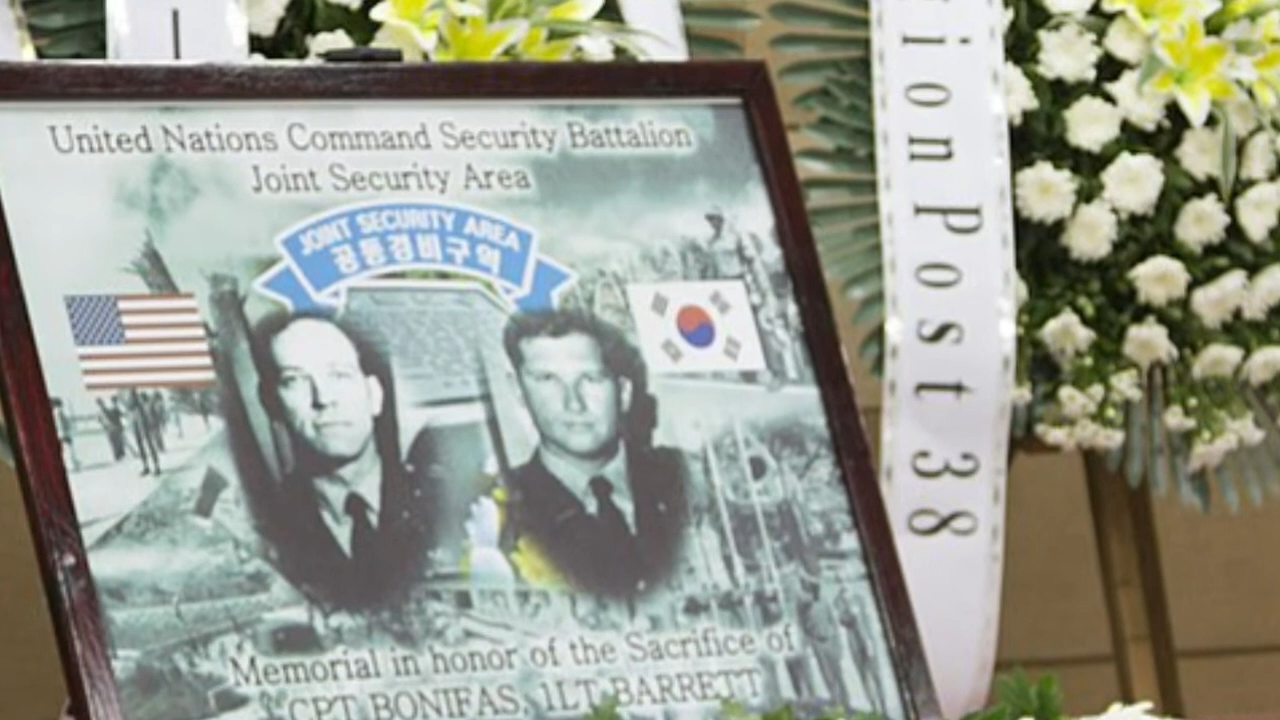 United Nations Command Security Battalion
Joint Security Area
JOINT SECURITY AREA
공동경비구역
Memorial in honor of the Sacrifice of
CPT BONIFAS, 1LT BARRETT
ion Post 38